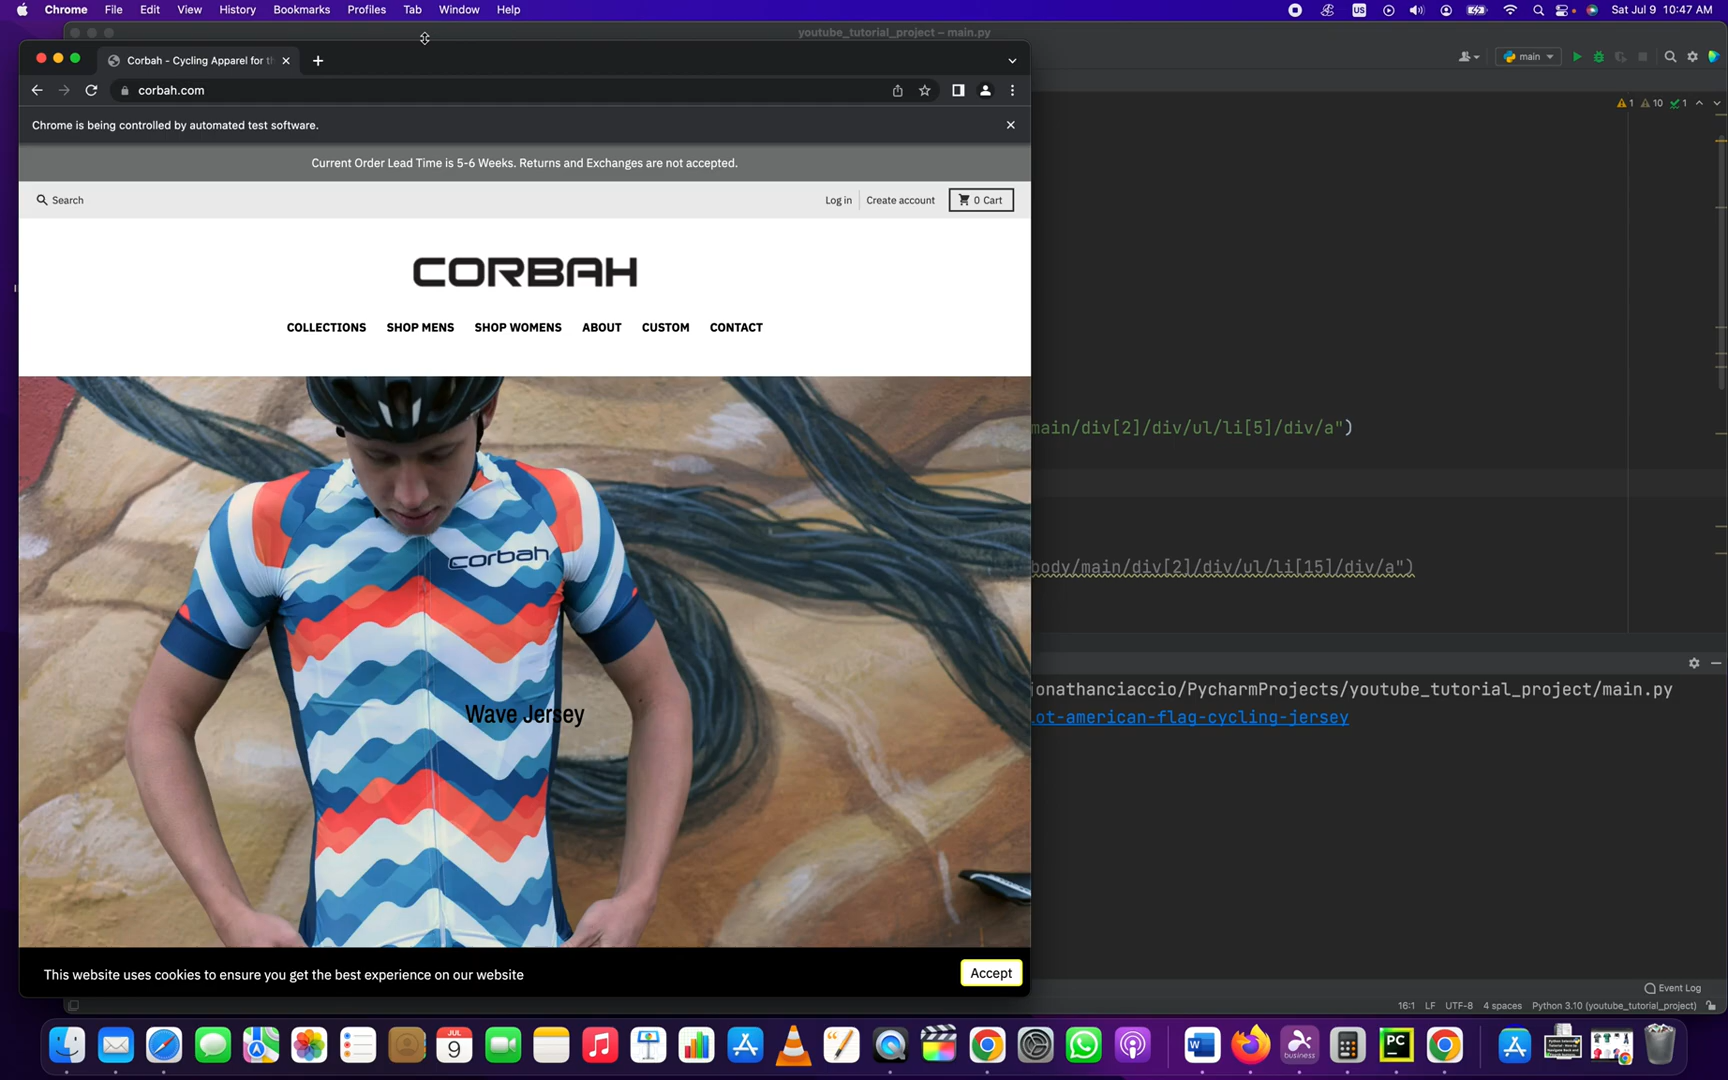 Chrome File Edit View History Bookmarks Profiles Tab Window Help
US
Sat Jul 9 10:47 AM
youtube_tutorial_project – main.py
Corbah - Cycling Apparel for th
main
corbah.com
1 10 1
Chrome is being controlled by automated test software.
Current Order Lead Time is 5-6 Weeks. Returns and Exchanges are not accepted.
Search
Log in Create account 0 Cart
CORBAH
COLLECTIONS SHOP MENS SHOP WOMENS ABOUT CUSTOM CONTACT
main/div[2]/div/ul/li[5]/div/a")
corbah
body/main/div[2]/div/ul/li[15]/div/a")
onathanciaccio/PycharmProjects/youtube_tutorial_project/main.py
Wave Jersey
ot-american-flag-cycling-jersey
This website uses cookies to ensure you get the best experience on our website
Accept
Event Log
16:1 LF UTF-8 4 spaces Python 3.10 (youtube_tutorial_project)
JUL
9
W
business
PC